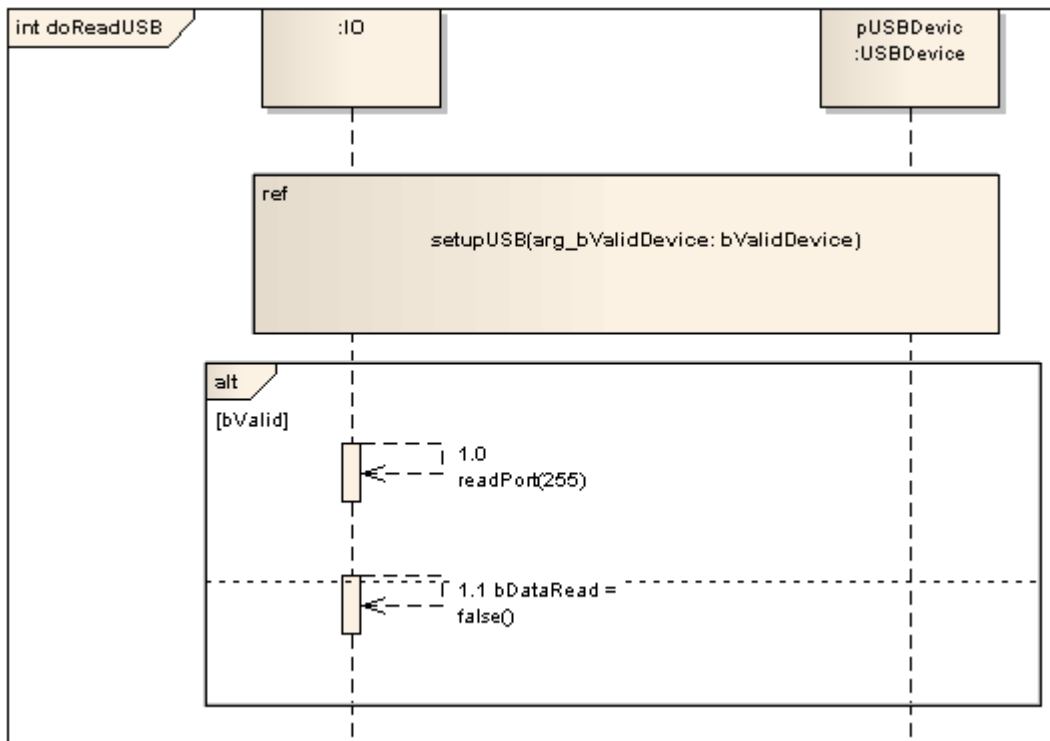 int doReadUSB
:IO
pUSBDevic
:USBDevice
ref
setupUSB(arg_bValidDevice: bValidDevice)
alt
[bValid]
1.0
readPort(255)
1.1 bDataRead =
false()